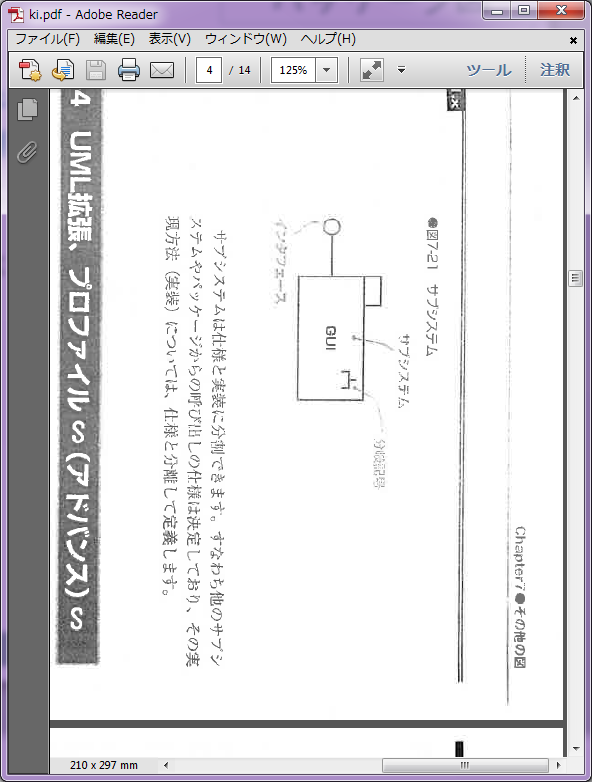 ki.pdf - Adobe Reader
ファイル(F) 編集(E) 表示(V) ウィンドウ(W) ヘルプ(H)
4 / 14 125% ツール 注釈
Chapter7●その他の図
●図7-21 サブシステム
サブシステム
GUI
インタフェース
サブシステムは仕様と実装に分割できます。すなわち他のサブシ
ステムやパッケージからの呼び出しの仕様は決定しており、その実
現方法（実装）については、仕様と分離して定義します。
4 UML拡張、プロファイル∽(アドバンス)∽
210 x 297 mm